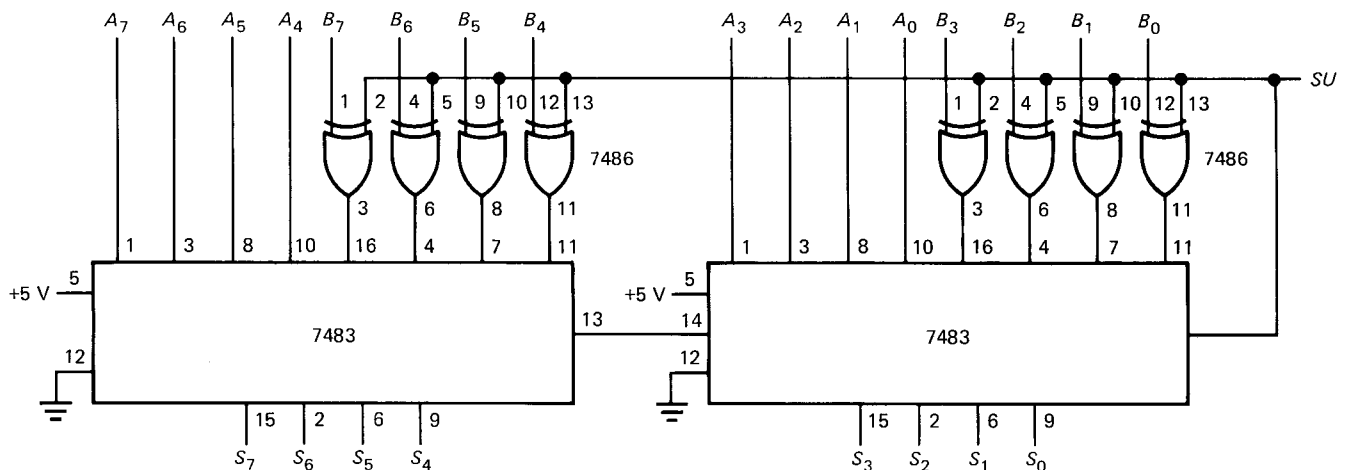 A7 A6 A5 A4 B7 B6 B5 B4 A3 A2 A1 A0 B3 B2 B1 B0
SU
1 2 4 5 9 10 12 13 1 2 4 5 9 10 12 13
7486 7486
3 6 8 11 3 6 8 11
1 3 8 10 16 4 7 11 1 3 8 10 16 4 7 11
+5 V 5 +5 V 5
7483 13 14 7483
12 12
15 2 6 9 15 2 6 9
S7 S6 S5 S4 S3 S2 S1 S0